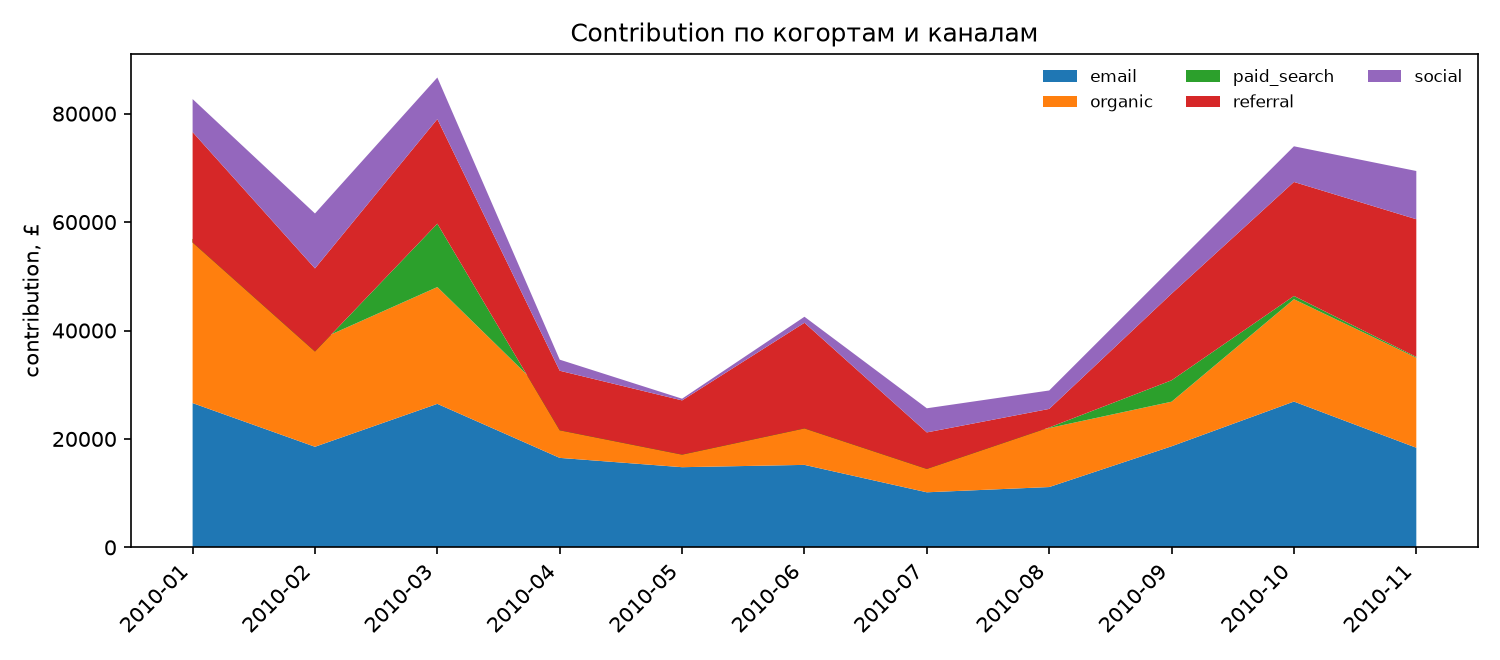 Contribution по когортам и каналам
email
organic
paid_search
referral
social
contribution, £
80000
60000
40000
20000
0
2010-01
2010-02
2010-03
2010-04
2010-05
2010-06
2010-07
2010-08
2010-09
2010-10
2010-11